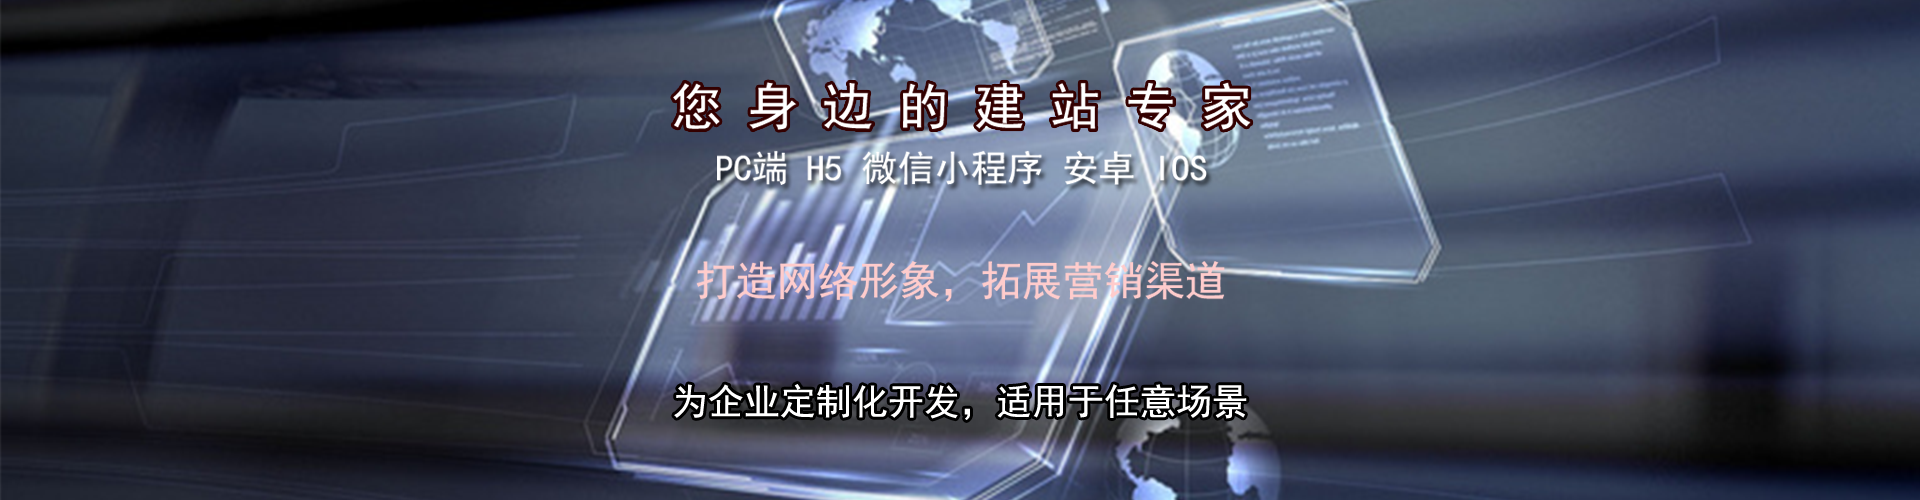 您身边的建站专家
PC端 H5 微信小程序 安卓 IOS
打造网络形象，拓展营销渠道
为企业定制化开发，适用于任意场景